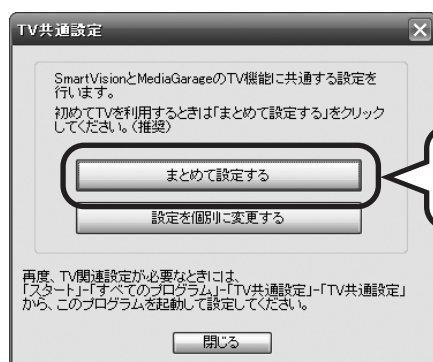 TV共通設定
SmartVisionとMediaGarageのTV機能に共通する設定を
行います。
初めてTVを利用するときは「まとめて設定する」をクリック
してください。（推奨）
まとめて設定する
設定を個別に変更する
再度、TV関連設定が必要なときには、
「スタート」-「すべてのプログラム」-「TV共通設定」-「TV共通設定」
から、このプログラムを起動して設定してください。
閉じる